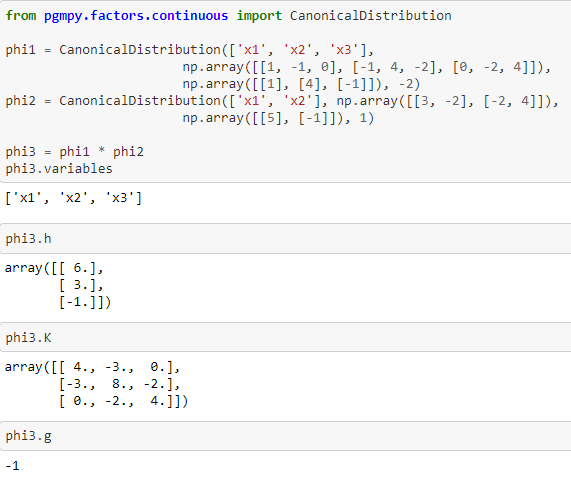 from pgmpy.factors.continuous import CanonicalDistribution
phi1 = CanonicalDistribution(['x1', 'x2', 'x3'],
np.array([[1, -1, 0], [-1, 4, -2], [0, -2, 4]]),
np.array([[1], [4], [-1]]), -2)
phi2 = CanonicalDistribution(['x1', 'x2'], np.array([[3, -2], [-2, 4]]),
np.array([[5], [-1]]), 1)
phi3 = phi1 * phi2
phi3.variables
['x1', 'x2', 'x3']
phi3.h
array([[ 6.],
[ 3.],
[-1.]])
phi3.K
array([[ 4., -3., 0.],
[-3., 8., -2.],
[ 0., -2., 4.]])
phi3.g
-1